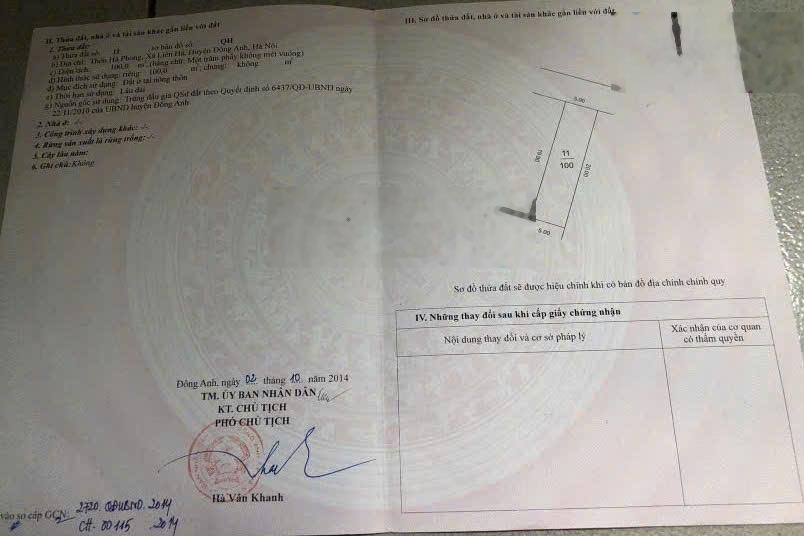 II. Thửa đất, nhà ở và tài sản khác gắn liền với đất
1. Thửa đất:
a) Thửa đất số: 11 , tờ bản đồ số: QH
b) Địa chỉ: Thôn Hà Phong, Xã Liên Hà, Huyện Đông Anh, Hà Nội
c) Diện tích: 100,0 m², (bằng chữ: Một trăm phẩy không mét vuông)
d) Hình thức sử dụng: riêng: 100,0 m², chung: không m²
đ) Mục đích sử dụng: Đất ở tại nông thôn
e) Thời hạn sử dụng: Lâu dài
g) Nguồn gốc sử dụng: Trúng đấu giá QSd đất theo Quyết định số 6437/QĐ-UBND ngày
22/11/2010 của UBND huyện Đông Anh
2. Nhà ở: -/-
3. Công trình xây dựng khác: -/-
4. Rừng sản xuất là rừng trồng: -/-
5. Cây lâu năm:
6. Ghi chú: Không
Đông Anh, ngày 02 tháng 10 năm 2014
TM. ỦY BAN NHÂN DÂN
KT. CHỦ TỊCH
PHÓ CHỦ TỊCH
Hà Văn Khanh
vào sổ cấp GCN: 2720.QĐUBND.2014
CH-00115 .2014
III. Sơ đồ thửa đất, nhà ở và tài sản khác gắn liền với đất
5.00
11
100
20.00
5.00
Sơ đồ thửa đất sẽ được hiệu chỉnh khi có bản đồ địa chính chính quy
IV. Những thay đổi sau khi cấp giấy chứng nhận
Nội dung thay đổi và cơ sở pháp lý
Xác nhận của cơ quan
có thẩm quyền